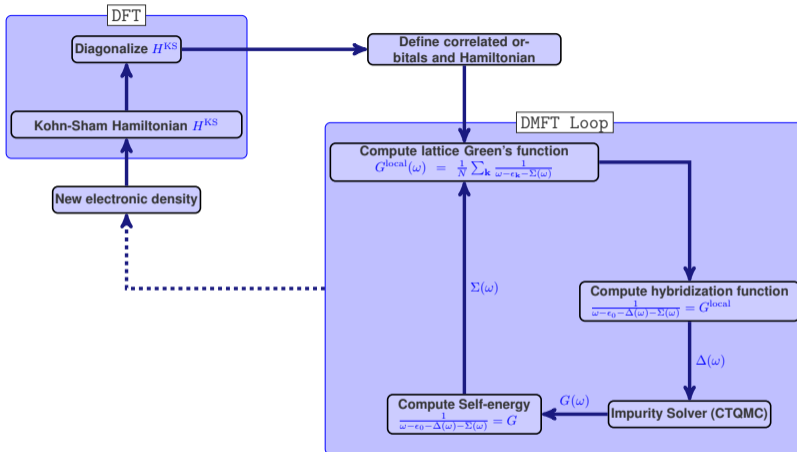 DFT
Diagonalize H^KS
Kohn-Sham Hamiltonian H^KS
New electronic density
Define correlated or-
bitals and Hamiltonian
DMFT Loop
Compute lattice Green's function
G^local(ω) = 1/N ∑_k 1/(ω−ϵ_k−Σ(ω))
Compute hybridization function
1/(ω−ϵ_0−Δ(ω)−Σ(ω)) = G^local
Δ(ω)
Impurity Solver (CTQMC)
G(ω)
Compute Self-energy
1/(ω−ϵ_0−Δ(ω)−Σ(ω)) = G
Σ(ω)